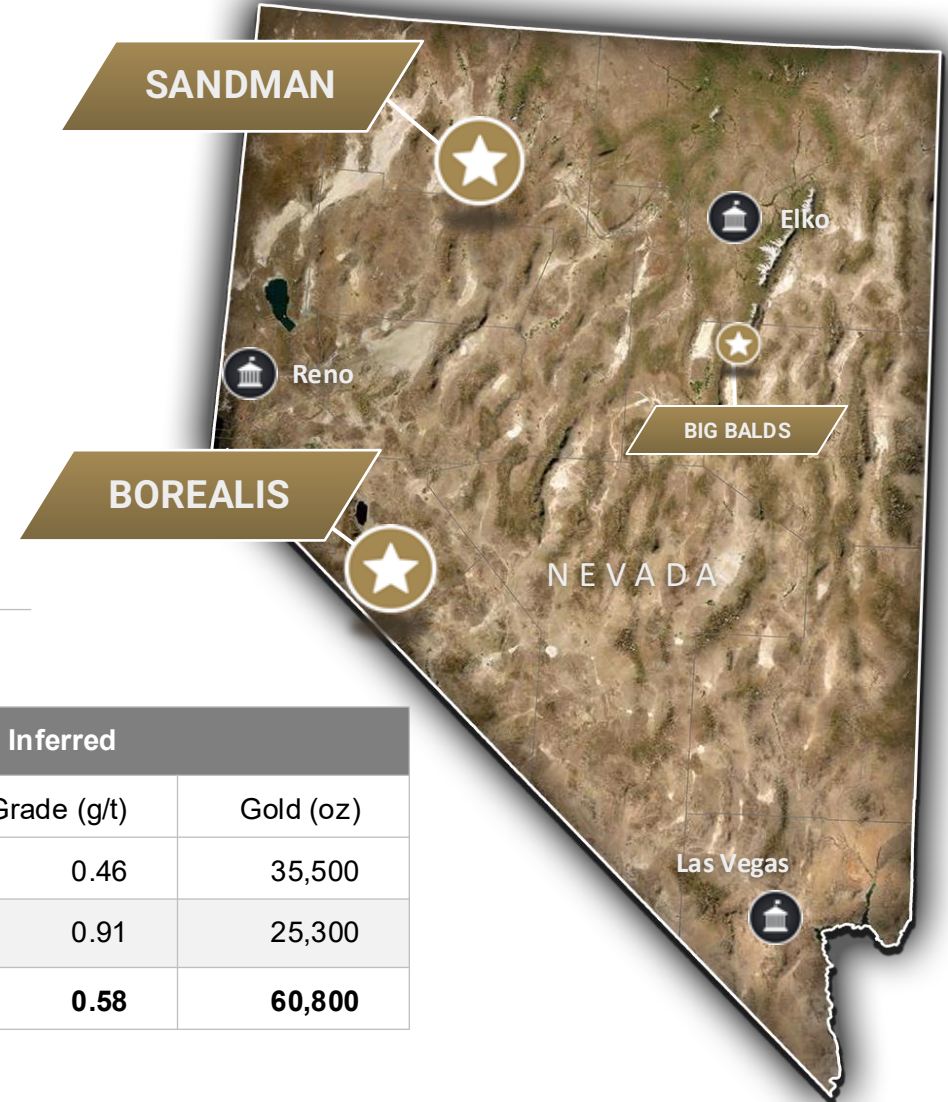 SANDMAN
Elko
Reno
BIG BALDS
BOREALIS
NEVADA
Inferred
Grade (g/t) Gold (oz)
0.46 35,500
0.91 25,300
0.58 60,800
Las Vegas